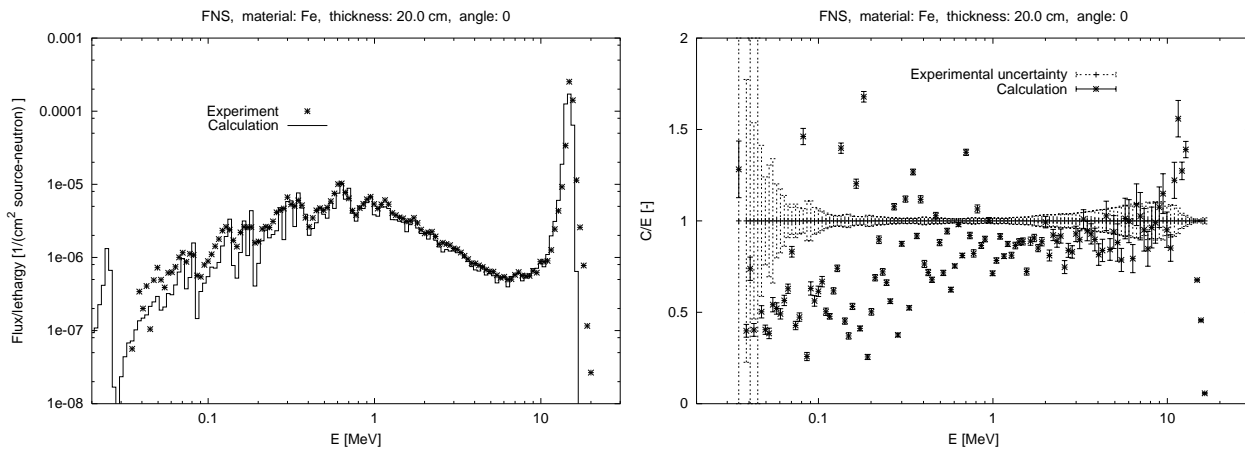 FNS, material: Fe, thickness: 20.0 cm, angle: 0
Flux/lethargy [1/(cm² source-neutron) ]
0.001
0.0001
1e-05
1e-06
1e-07
1e-08
Experiment
Calculation
0.1 1 10
E [MeV]
FNS, material: Fe, thickness: 20.0 cm, angle: 0
C/E [-]
2
1.5
1
0.5
0
Experimental uncertainty
Calculation
0.1 1 10
E [MeV]